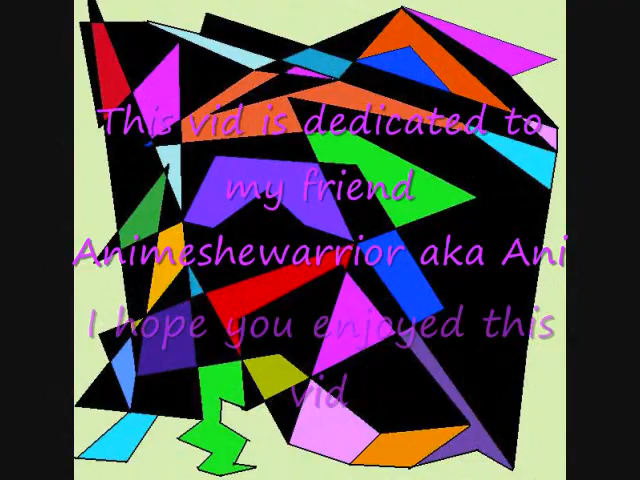 This vid is dedicated to
my friend
Animeshewarrior aka Ani
I hope you enjoyed this
vid